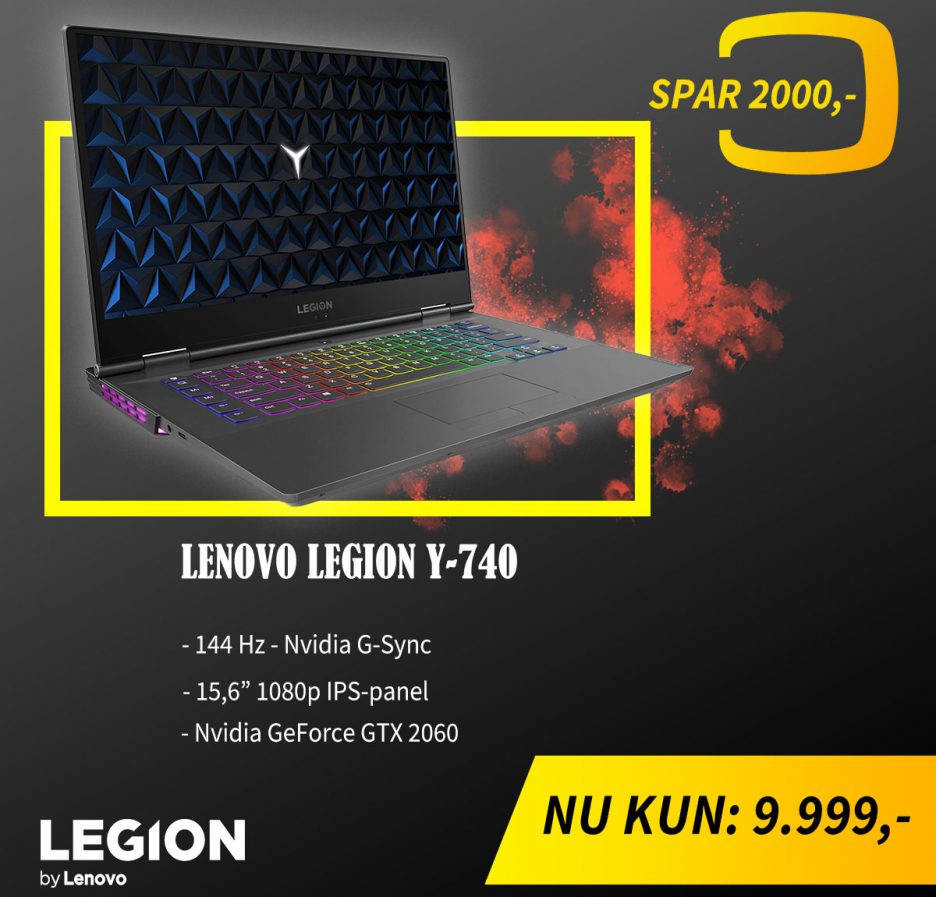 SPAR 2000,-
LEGION
LENOVO LEGION Y-740
- 144 Hz - Nvidia G-Sync
- 15,6” 1080p IPS-panel
- Nvidia GeForce GTX 2060
NU KUN: 9.999,-
LEGION
by Lenovo